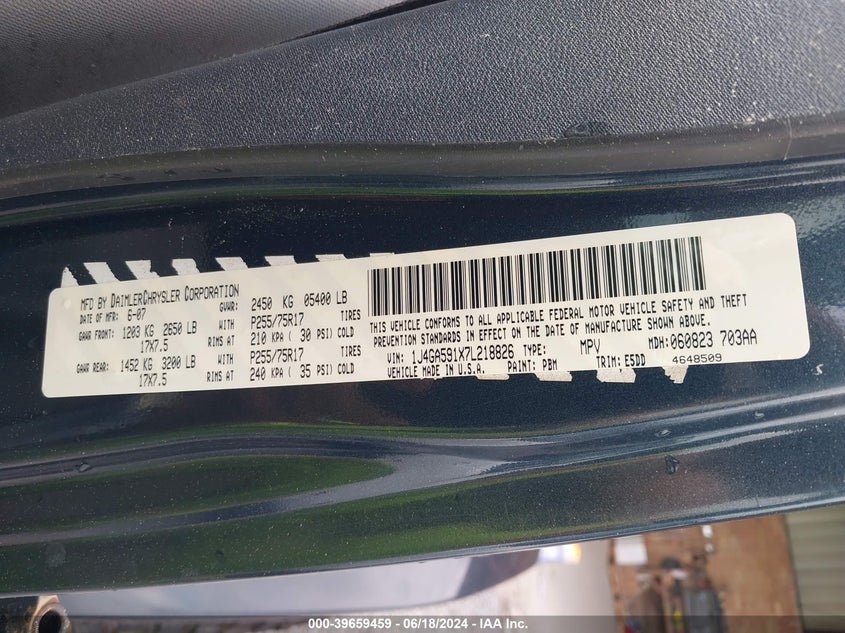 MFD BY DAIMLERCHRYSLER CORPORATION
DATE OF MFR: 6-07 GVWR: 2450 KG 05400 LB
GAWR FRONT: 1203 KG 2650 LB WITH P255/75R17 TIRES
17X7.5 RIMS AT 210 KPA ( 30 PSI) COLD
GAWR REAR: 1452 KG 3200 LB WITH P255/75R17 TIRES
17X7.5 RIMS AT 240 KPA ( 35 PSI) COLD
THIS VEHICLE CONFORMS TO ALL APPLICABLE FEDERAL MOTOR VEHICLE SAFETY AND THEFT
PREVENTION STANDARDS IN EFFECT ON THE DATE OF MANUFACTURE SHOWN ABOVE.
VIN: 1J4GA591X7L218826 TYPE: MPV MDH: 060823 703AA
VEHICLE MADE IN U.S.A. PAINT: PBM TRIM: E5DD 4648509
000-39659459 - 06/18/2024 - IAA Inc.